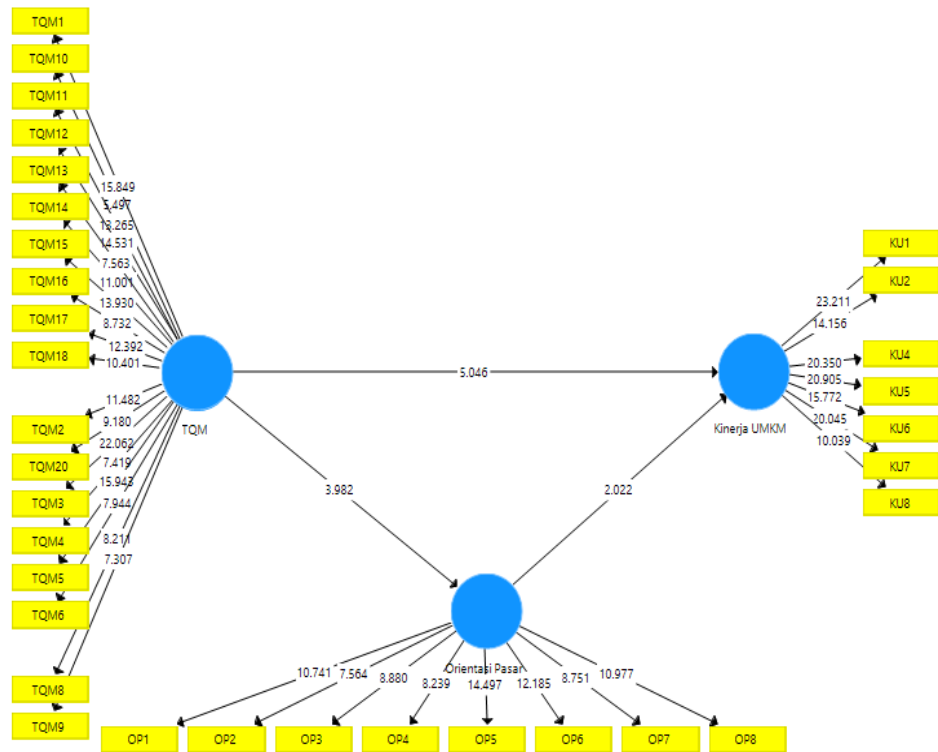 TQM1
TQM10
TQM11
TQM12
TQM13
TQM14
TQM15
TQM16
TQM17
TQM18
TQM2
TQM20
TQM3
TQM4
TQM5
TQM6
TQM8
TQM9
15.849
5.497
13.265
14.531
7.563
11.001
13.930
8.732
12.392
10.401
11.482
9.180
22.062
7.419
15.943
7.944
8.211
7.307
TQM
5.046
3.982
2.022
Kinerja UMKM
23.211
14.156
20.350
20.905
15.772
20.045
10.039
KU1
KU2
KU4
KU5
KU6
KU7
KU8
Orientasi Pasar
10.741
7.564
8.880
8.239
14.497
12.185
8.751
10.977
OP1
OP2
OP3
OP4
OP5
OP6
OP7
OP8